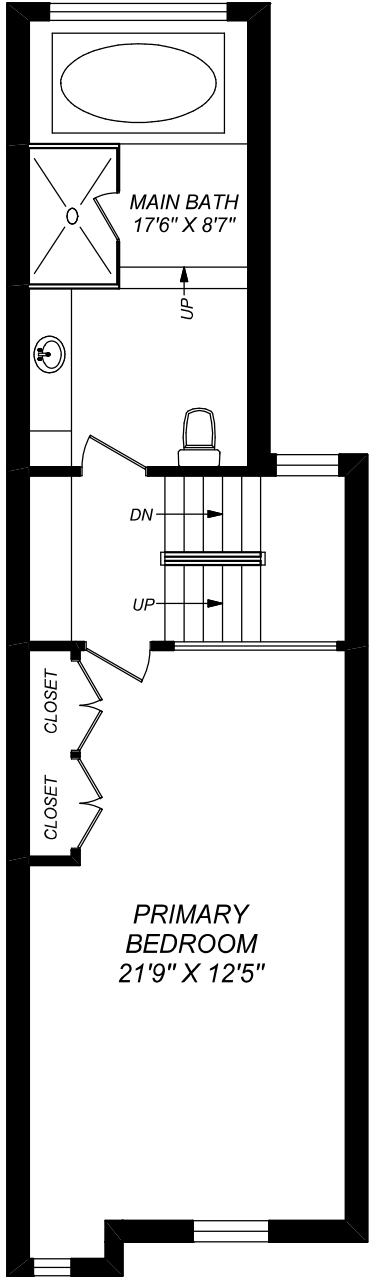 MAIN BATH
17'6" X 8'7"
UP
DN
UP
CLOSET
CLOSET
PRIMARY
BEDROOM
21'9" X 12'5"